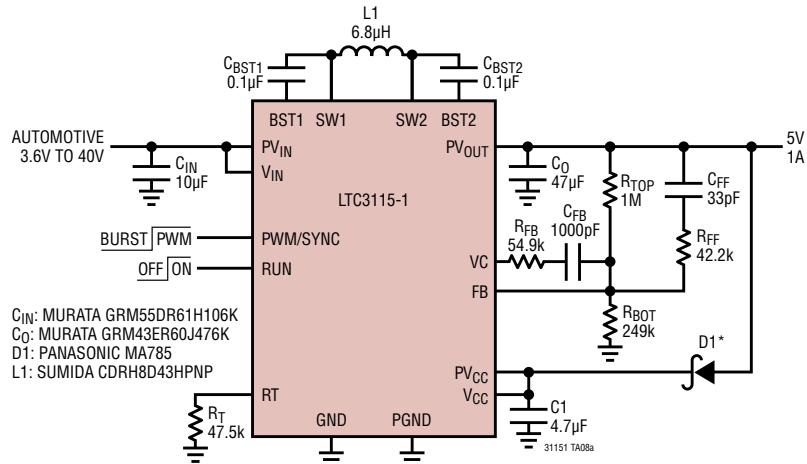 L1
6.8µH
CBST1
0.1µF
CBST2
0.1µF
BST1 SW1 SW2 BST2
AUTOMOTIVE
3.6V TO 40V
CIN
10µF
PVIN
VIN
LTC3115-1
PVOUT
5V
1A
CO
47µF
RTOP
1M
CFF
33pF
RFB
54.9k
CFB
1000pF
RFF
42.2k
BURST PWM
PWM/SYNC
OFF ON
RUN
VC
FB
RBOT
249k
D1*
CIN: MURATA GRM55DR61H106K
CO: MURATA GRM43ER60J476K
D1: PANASONIC MA785
L1: SUMIDA CDRH8D43HPNP
PVCC
VCC
RT
RT
47.5k
GND PGND
C1
4.7µF
31151 TA08a